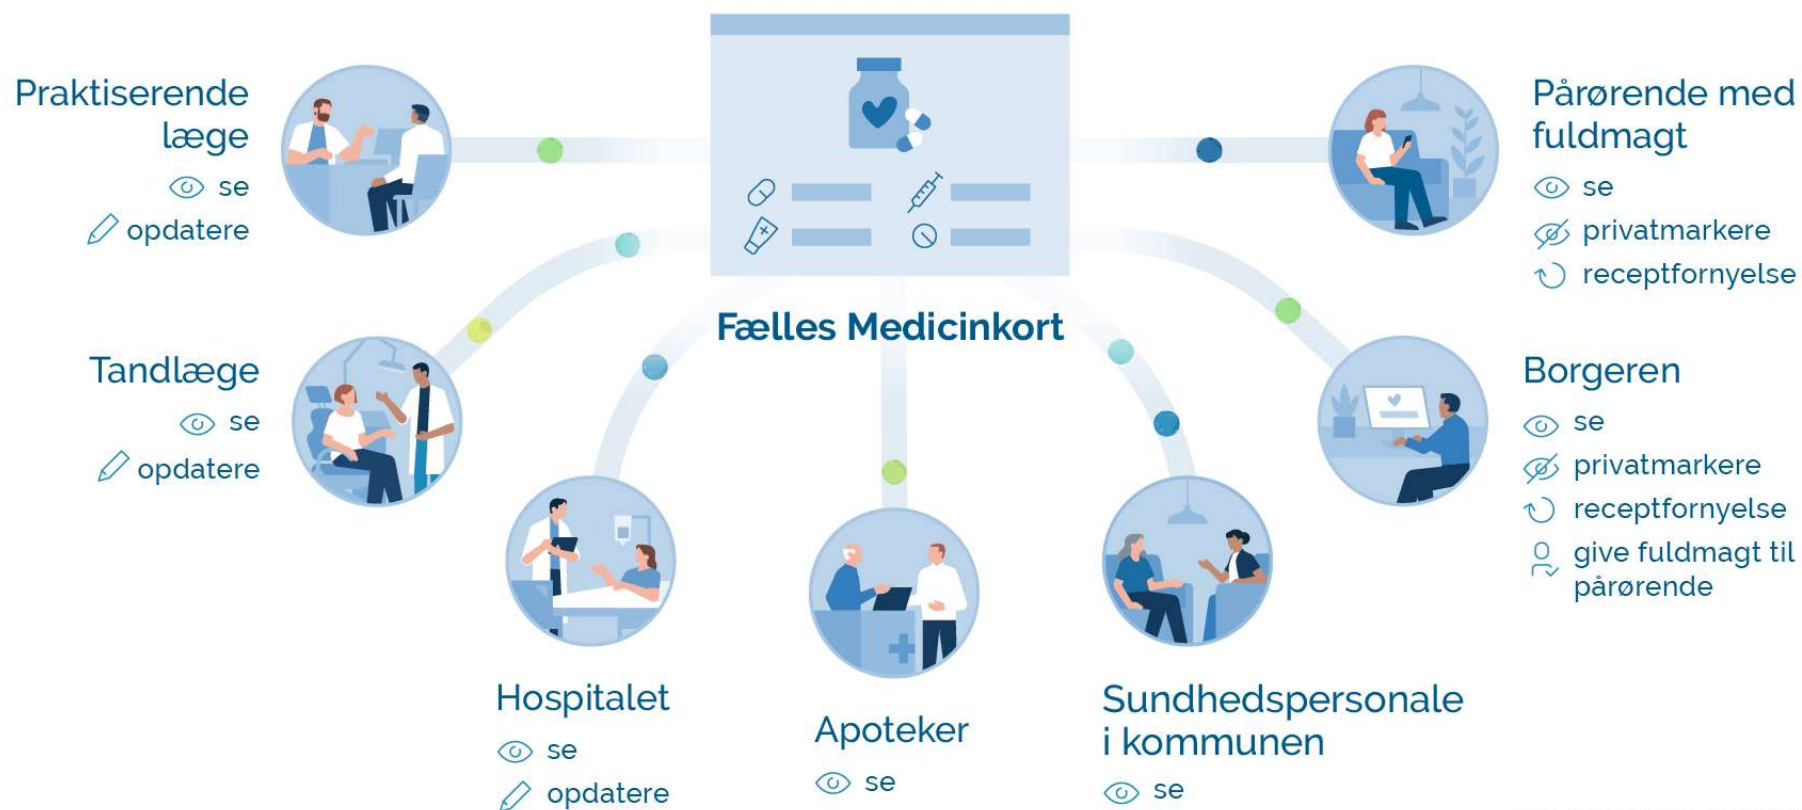 Praktiserende
læge
se
opdatere
Tandlæge
se
opdatere
Hospitalet
se
opdatere
Fælles Medicinkort
Apoteker
se
Sundhedspersonale
i kommunen
se
Pårørende med
fuldmagt
se
privatmarkere
receptfornyelse
Borgeren
se
privatmarkere
receptfornyelse
give fuldmagt til
pårørende